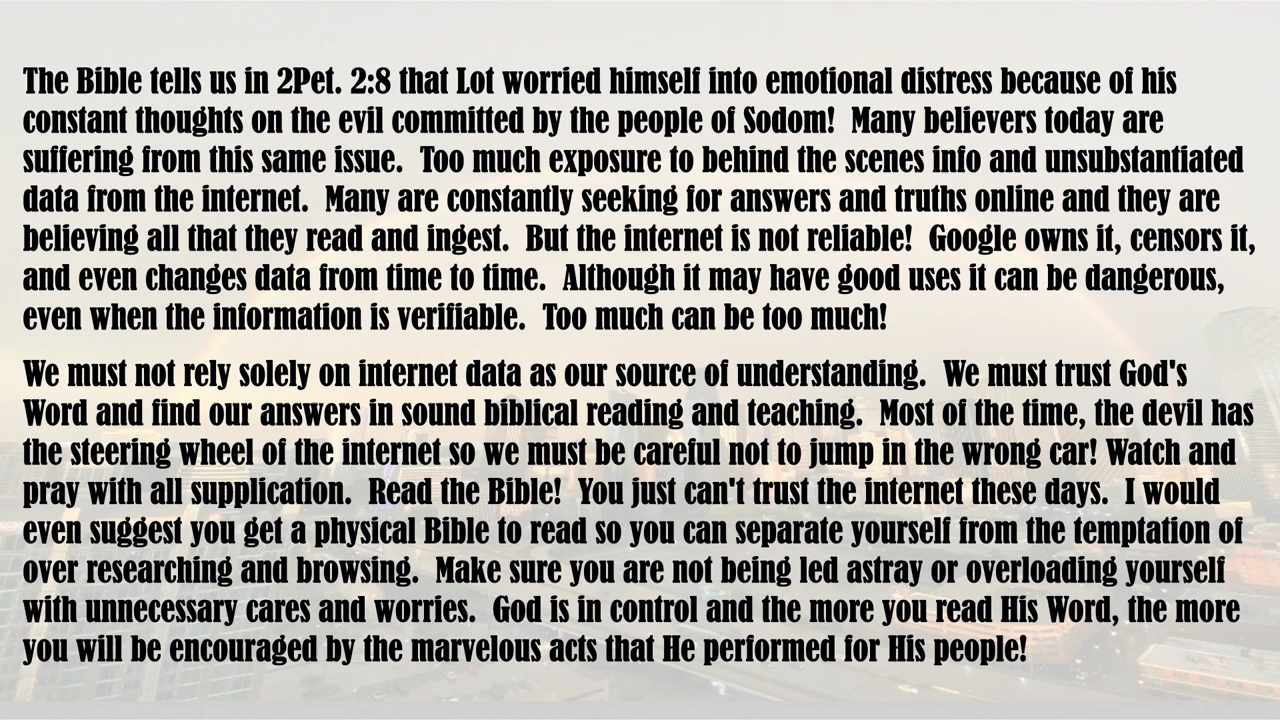 The Bible tells us in 2Pet. 2:8 that Lot worried himself into emotional distress because of his
constant thoughts on the evil committed by the people of Sodom!  Many believers today are
suffering from this same issue.  Too much exposure to behind the scenes info and unsubstantiated
data from the internet.  Many are constantly seeking for answers and truths online and they are
believing all that they read and ingest.  But the internet is not reliable!  Google owns it, censors it,
and even changes data from time to time.  Although it may have good uses it can be dangerous,
even when the information is verifiable.  Too much can be too much!
We must not rely solely on internet data as our source of understanding.  We must trust God's
Word and find our answers in sound biblical reading and teaching.  Most of the time, the devil has
the steering wheel of the internet so we must be careful not to jump in the wrong car! Watch and
pray with all supplication.  Read the Bible!  You just can't trust the internet these days.  I would
even suggest you get a physical Bible to read so you can separate yourself from the temptation of
over researching and browsing.  Make sure you are not being led astray or overloading yourself
with unnecessary cares and worries.  God is in control and the more you read His Word, the more
you will be encouraged by the marvelous acts that He performed for His people!